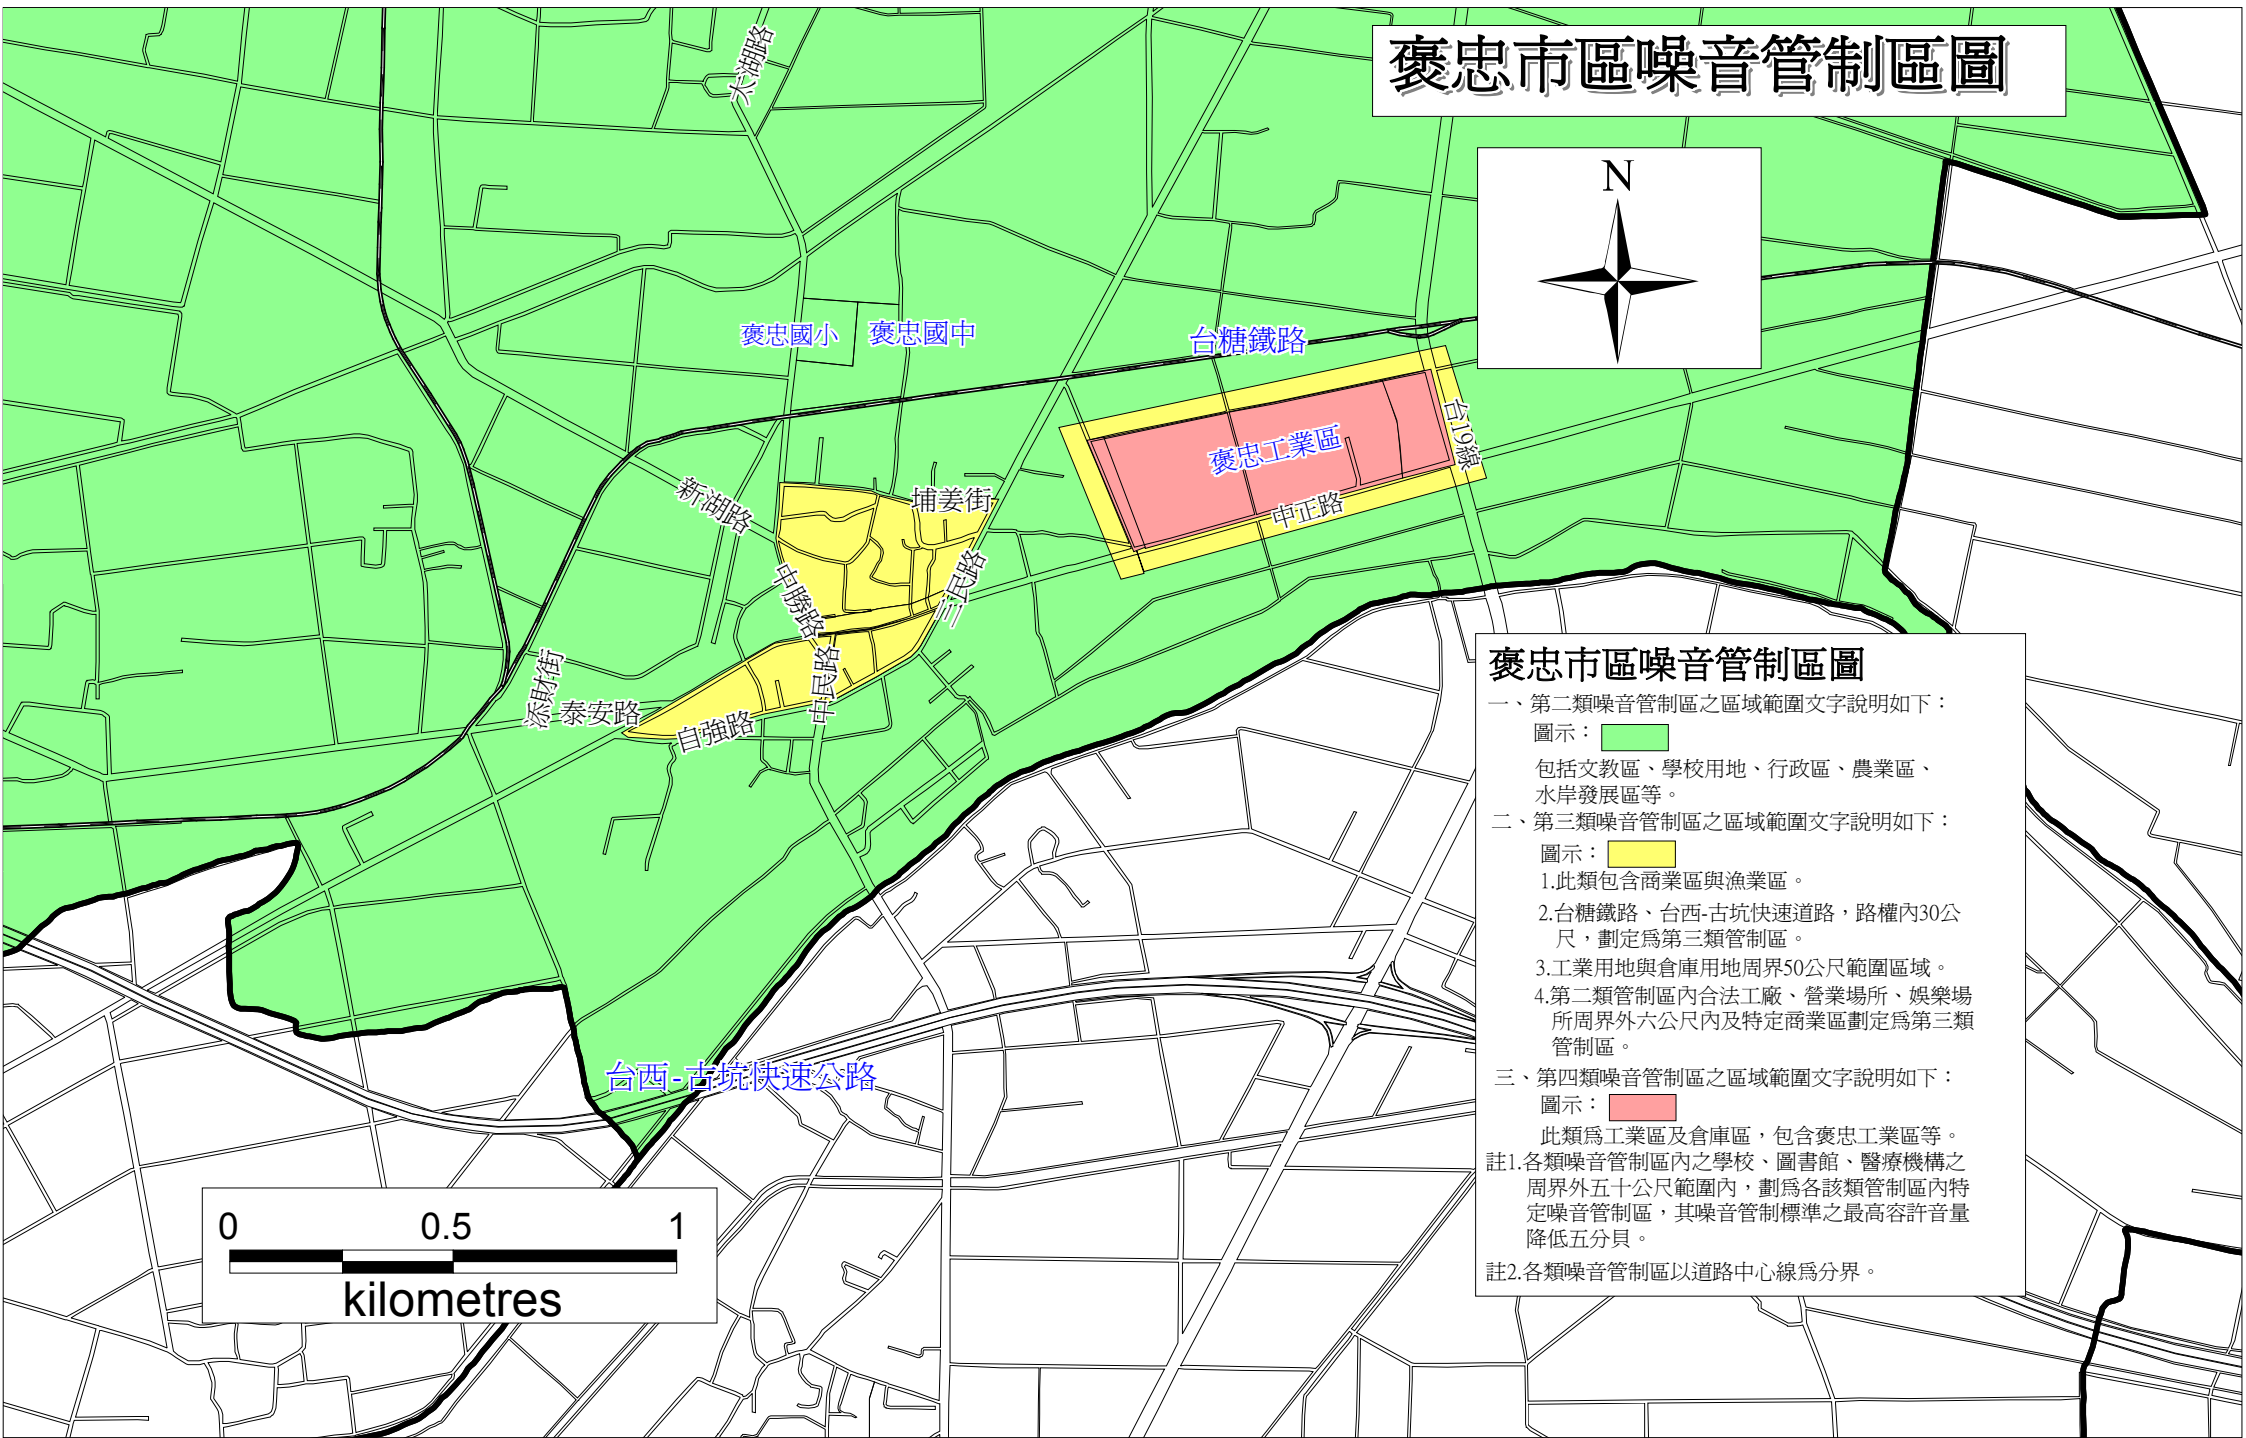 褒忠市區噪音管制區圖
N
太湖路
褒忠國小
褒忠國中
台糖鐵路
台19線
褒忠工業區
中正路
新湖路
埔姜街
三民路
中勝路
中民路
添財街
泰安路
自強路
台西-古坑快速公路
0 0.5 1
kilometres
褒忠市區噪音管制區圖
一、第二類噪音管制區之區域範圍文字說明如下：
圖示：
包括文教區、學校用地、行政區、農業區、
水岸發展區等。
二、第三類噪音管制區之區域範圍文字說明如下：
圖示：
1.此類包含商業區與漁業區。
2.台糖鐵路、台西-古坑快速道路，路權內30公
尺，劃定為第三類管制區。
3.工業用地與倉庫用地周界50公尺範圍區域。
4.第二類管制區內合法工廠、營業場所、娛樂場
所周界外六公尺內及特定商業區劃定為第三類
管制區。
三、第四類噪音管制區之區域範圍文字說明如下：
圖示：
此類為工業區及倉庫區，包含褒忠工業區等。
註1.各類噪音管制區內之學校、圖書館、醫療機構之
周界外五十公尺範圍內，劃為各該類管制區內特
定噪音管制區，其噪音管制標準之最高容許音量
降低五分貝。
註2.各類噪音管制區以道路中心線為分界。